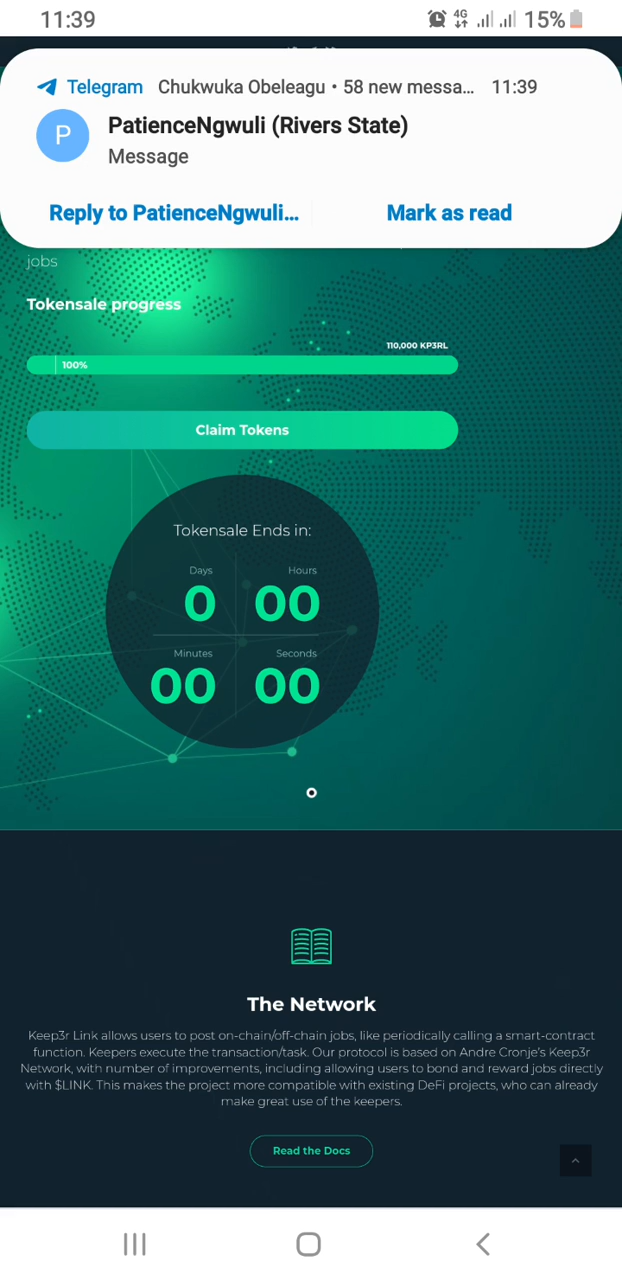 11:39
4G
15%
Telegram Chukwuka Obeleagu • 58 new messa... 11:39
P
PatienceNgwuli (Rivers State)
Message
Reply to PatienceNgwuli... Mark as read
jobs
Tokensale progress
110,000 KP3RL
100%
Claim Tokens
Tokensale Ends in:
Days Hours
0 00
Minutes Seconds
00 00
The Network
Keep3r Link allows users to post on-chain/off-chain jobs, like periodically calling a smart-contract
function. Keepers execute the transaction/task. Our protocol is based on Andre Cronje's Keep3r
Network, with number of improvements, including allowing users to bond and reward jobs directly
with $LINK. This makes the project more compatible with existing DeFi projects, who can already
make great use of the keepers.
Read the Docs